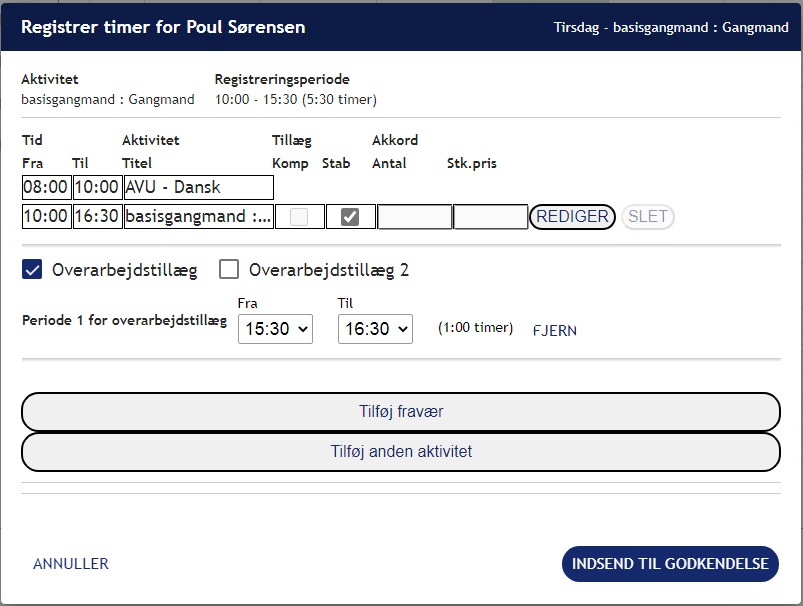 Registrer timer for Poul Sørensen
Tirsdag - basisgangmand : Gangmand
Aktivitet Registreringsperiode
basisgangmand : Gangmand 10:00 - 15:30 (5:30 timer)
Tid Aktivitet Tillæg Akkord
Fra Til Titel Komp Stab Antal Stk.pris
08:00 10:00 AVU - Dansk
10:00 16:30 basisgangmand :... REDIGER SLET
Overarbejdstillæg Overarbejdstillæg 2
Fra Til
Periode 1 for overarbejdstillæg 15:30 16:30 (1:00 timer) FJERN
Tilføj fravær
Tilføj anden aktivitet
ANNULLER INDSEND TIL GODKENDELSE